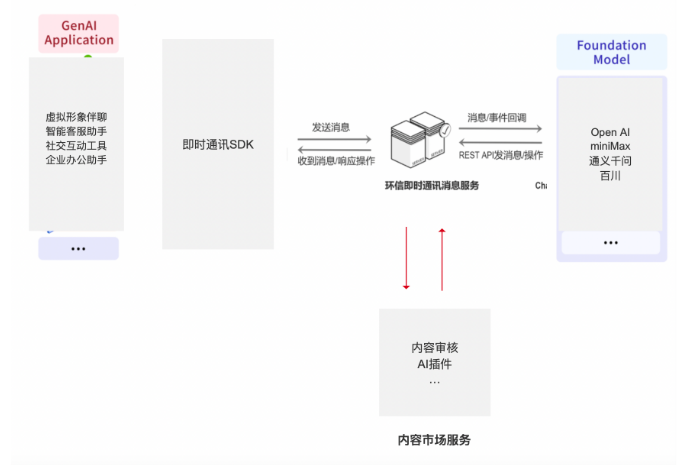 GenAI
Application
虚拟形象伴聊
智能客服助手
社交互动工具
企业办公助手
...
即时通讯SDK
发送消息
收到消息/响应操作
环信即时通讯消息服务
消息/事件回调
REST API发消息/操作
Cha
Foundation
Model
Open AI
miniMax
通义千问
百川
...
内容审核
AI插件
...
内容市场服务